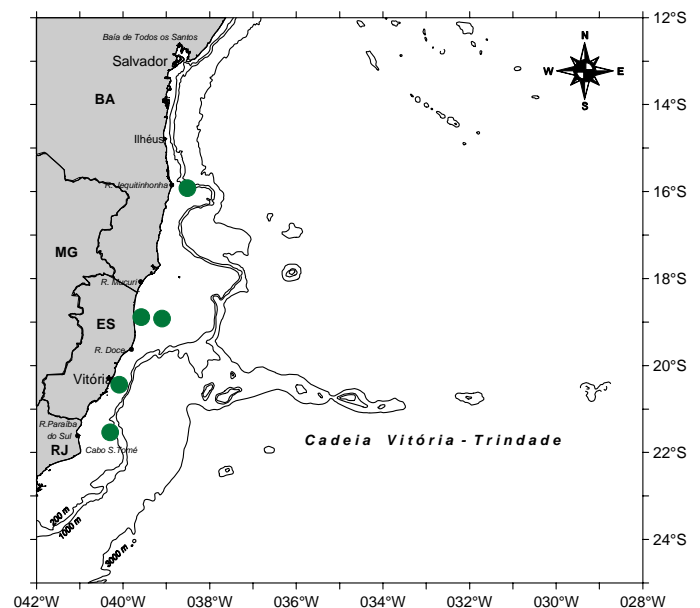 12°S
Baía de Todos os Santos
Salvador
N
W E
S
BA
14°S
Ilhéus
R. Jequitinhonha
16°S
MG
18°S
R. Mucuri
ES
R. Doce
20°S
Vitória
R.Paraíba
do Sul
Cadeia Vitória - Trindade
RJ
Cabo S.Tomé
22°S
200 m
1000 m
3000 m
24°S
042°W 040°W 038°W 036°W 034°W 032°W 030°W 028°W